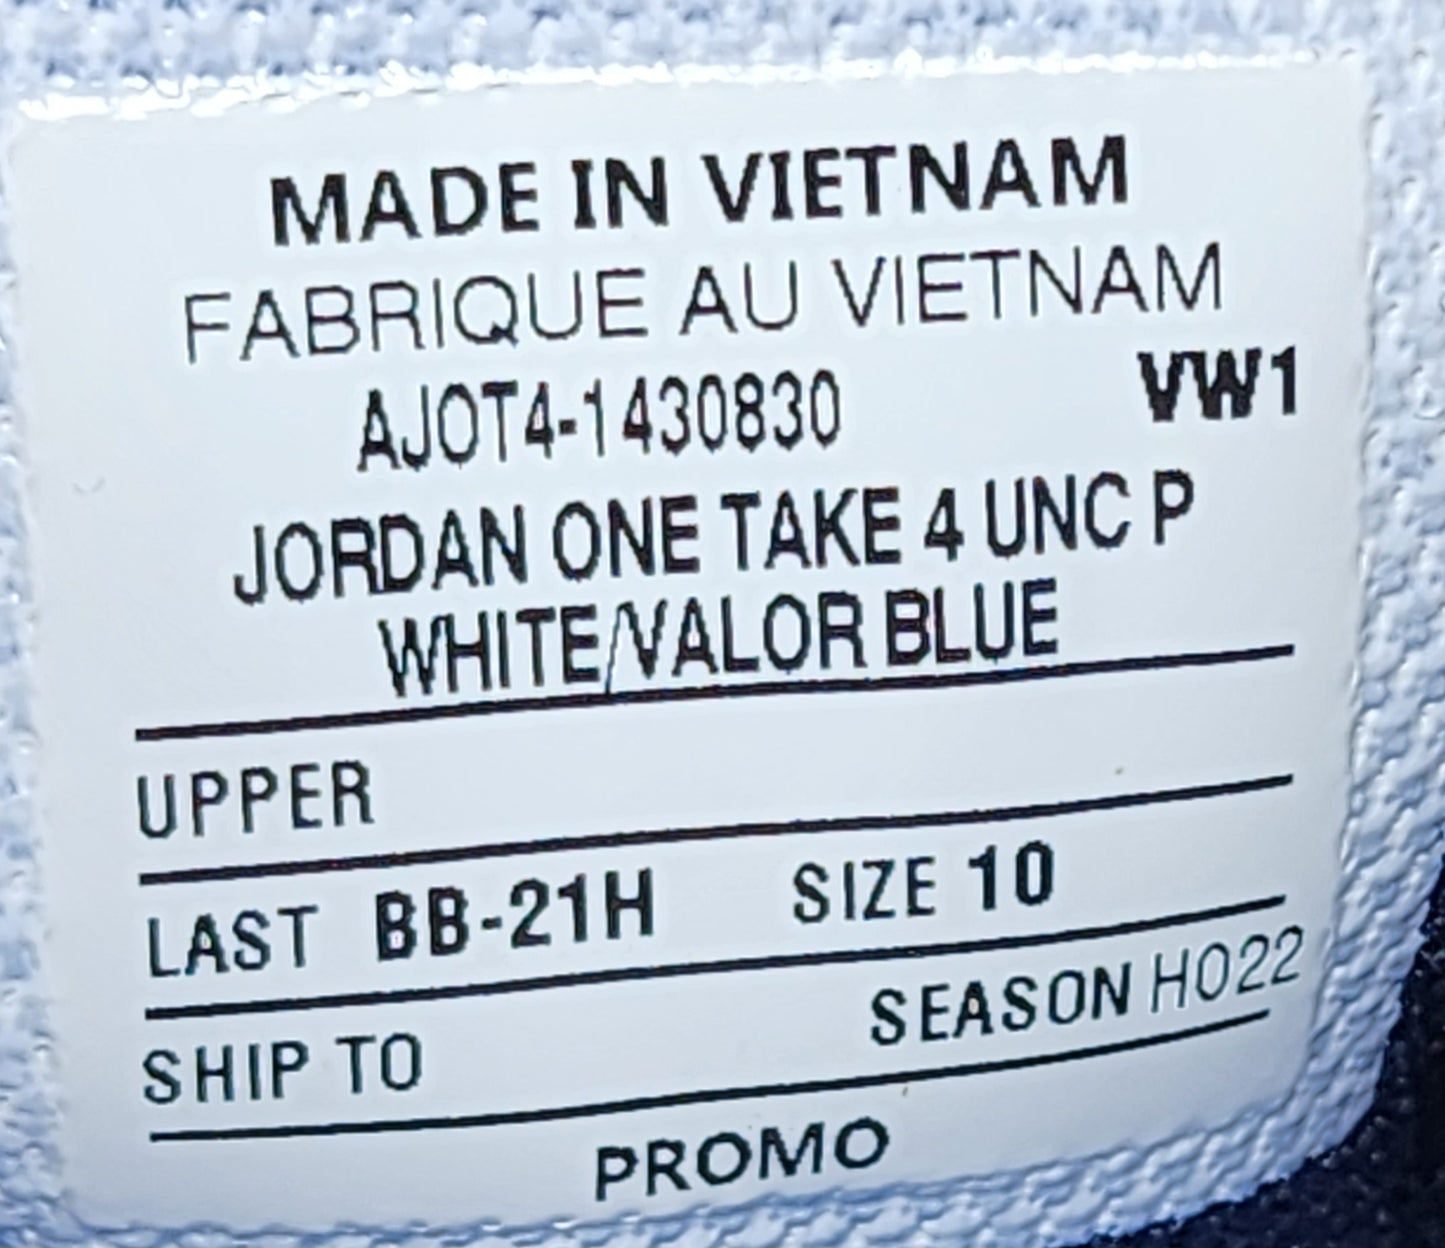 MADE IN VIETNAM
FABRIQUE AU VIETNAM
AJOT4-1430830 VW1
JORDAN ONE TAKE 4 UNC P
WHITE/VALOR BLUE
UPPER
LAST BB-21H SIZE 10
SHIP TO SEASON HO22
PROMO